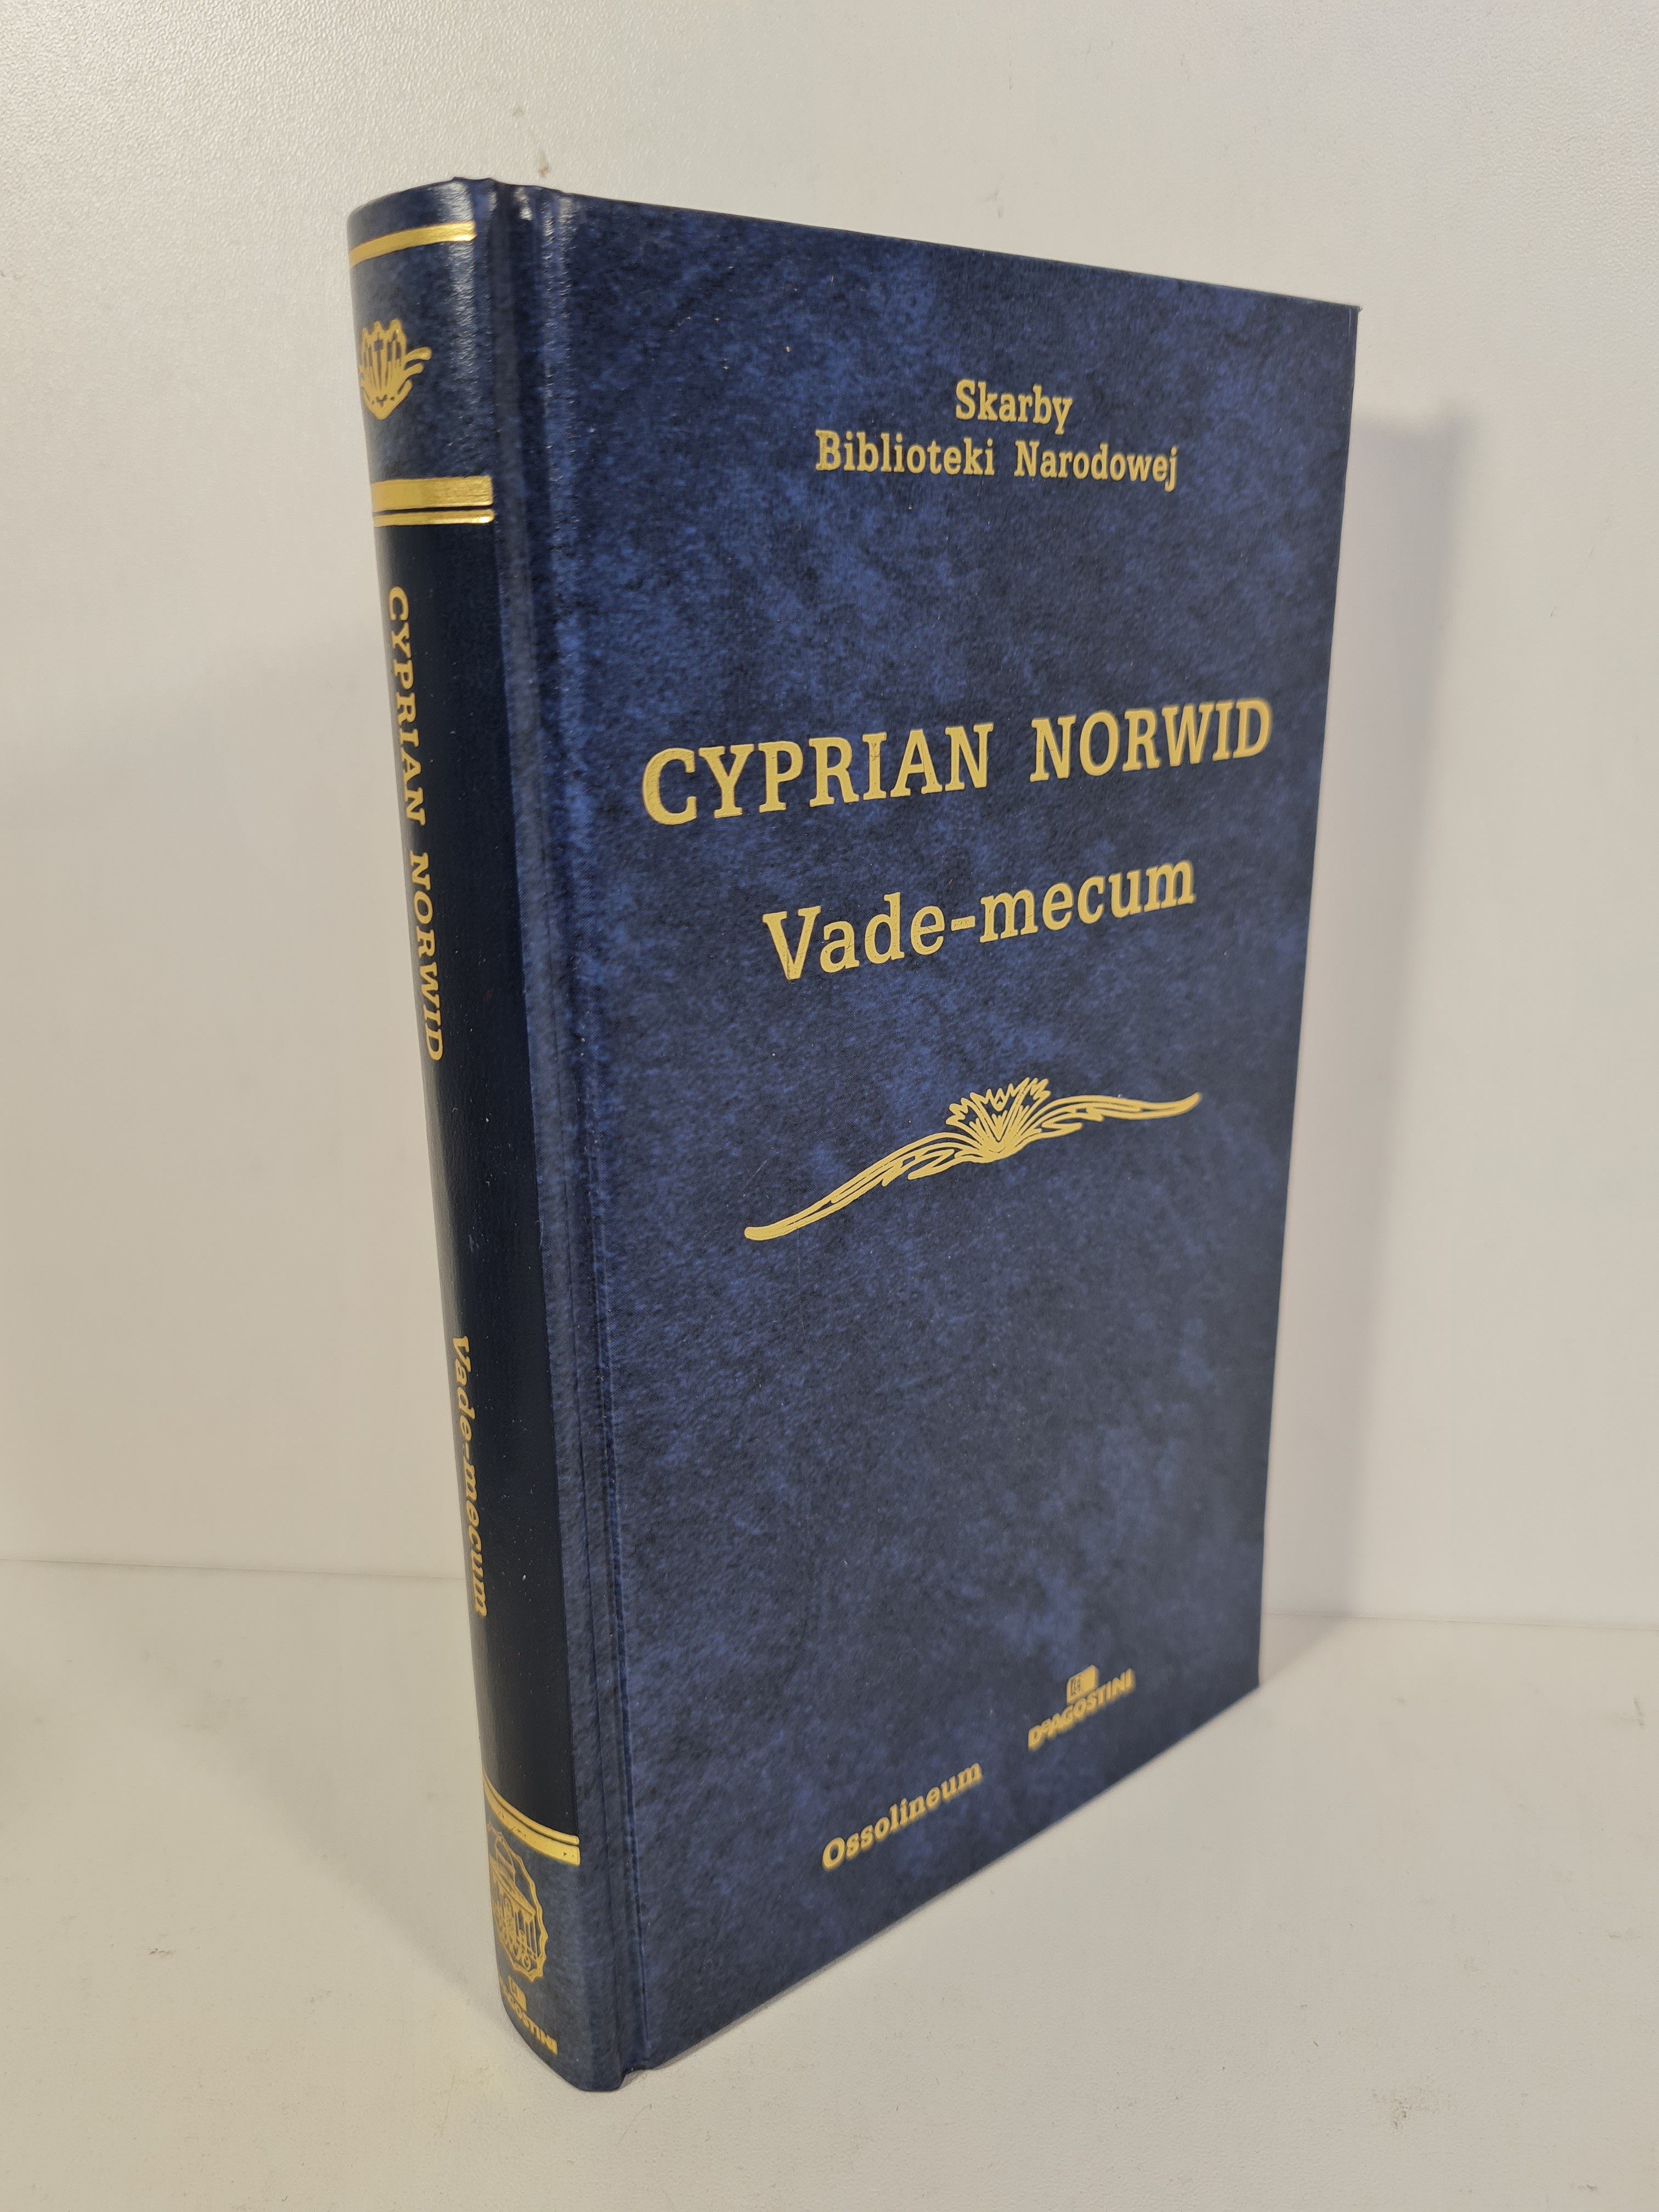 Skarby
Biblioteki Narodowej
CYPRIAN NORWID
Vade-mecum
Ossolineum
DeAGOSTINI
CYPRIAN NORWID
Vade-mecum